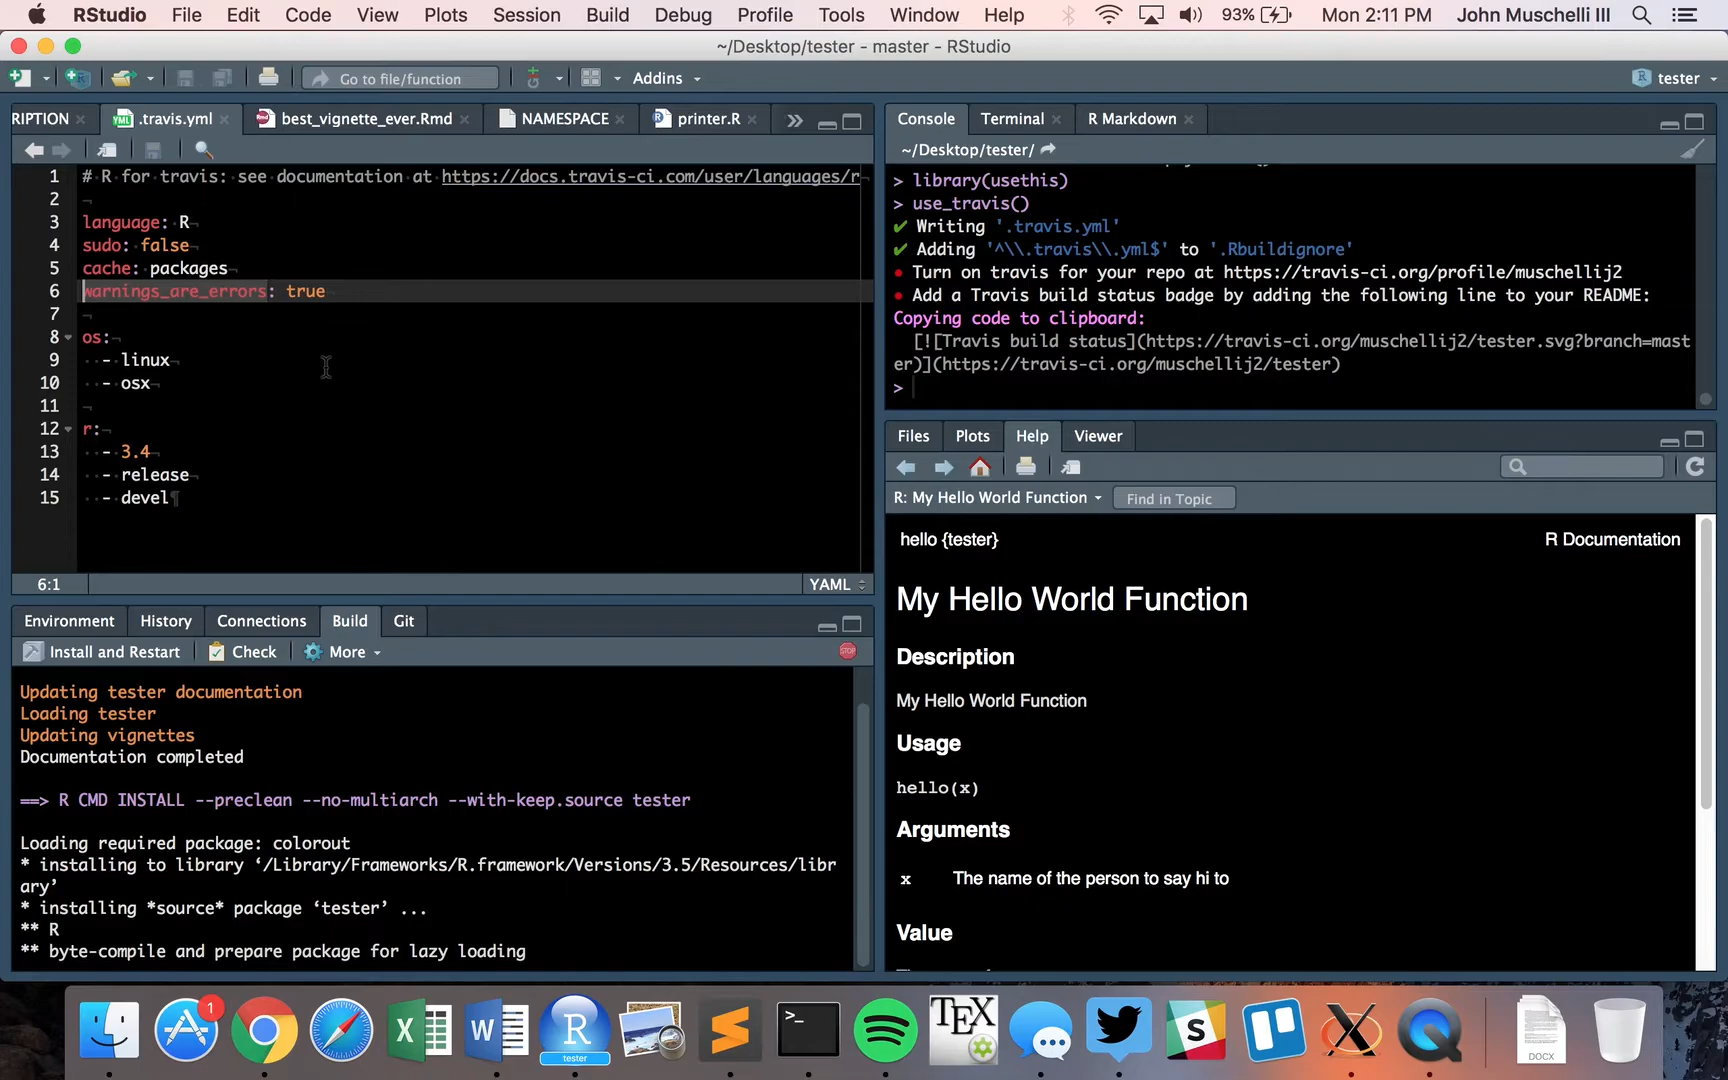 RStudio File Edit Code View Plots Session Build Debug Profile Tools Window Help 93% Mon 2:11 PM John Muschelli III
~/Desktop/tester - master - RStudio
Go to file/function Addins tester
RIPTION .travis.yml best_vignette_ever.Rmd NAMESPACE printer.R
1 # R for travis: see documentation at https://docs.travis-ci.com/user/languages/r
2
3 language: R
4 sudo: false
5 cache: packages
6 warnings_are_errors: true
7
8 os:
9 - linux
10 - osx
11
12 r:
13 - 3.4
14 - release
15 - devel
6:1 YAML
Environment History Connections Build Git
Install and Restart Check More STOP
Updating tester documentation
Loading tester
Updating vignettes
Documentation completed
==> R CMD INSTALL --preclean --no-multiarch --with-keep.source tester
Loading required package: colorout
* installing to library ‘/Library/Frameworks/R.framework/Versions/3.5/Resources/libr
ary’
* installing *source* package ‘tester’ ...
** R
** byte-compile and prepare package for lazy loading
Console Terminal R Markdown
~/Desktop/tester/
> library(usethis)
> use_travis()
✔ Writing '.travis.yml'
✔ Adding '^\\.travis\\.yml$' to '.Rbuildignore'
● Turn on travis for your repo at https://travis-ci.org/profile/muschellij2
● Add a Travis build status badge by adding the following line to your README:
Copying code to clipboard:
[![Travis build status](https://travis-ci.org/muschellij2/tester.svg?branch=mast
er)](https://travis-ci.org/muschellij2/tester)
>
Files Plots Help Viewer
R: My Hello World Function Find in Topic
hello {tester} R Documentation
My Hello World Function
Description
My Hello World Function
Usage
hello(x)
Arguments
x The name of the person to say hi to
Value
1
X W R >_ TEX S X Q
tester
DOCX